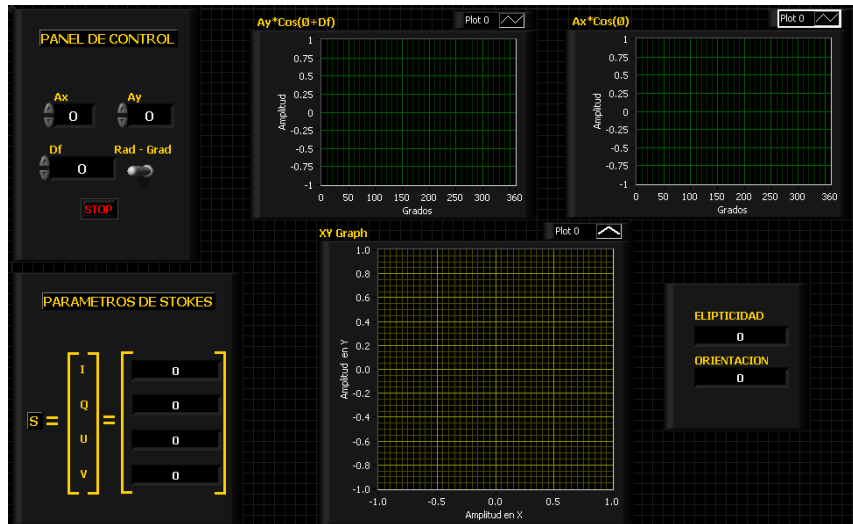 PANEL DE CONTROL
Ax Ay
0 0
Df Rad - Grad
0
STOP
Ay*Cos(Ø+Df) Plot 0
Amplitud
1
0.75
0.5
0.25
0
-0.25
-0.5
-0.75
-1
0 50 100 150 200 250 300 360
Grados
Ax*Cos(Ø) Plot 0
Amplitud
1
0.75
0.5
0.25
0
-0.25
-0.5
-0.75
-1
0 50 100 150 200 250 300 360
Grados
PARAMETROS DE STOKES
S = I Q U V =
0
0
0
0
XY Graph Plot 0
Amplitud en Y
1.0
0.8
0.6
0.4
0.2
0.0
-0.2
-0.4
-0.6
-0.8
-1.0
-1.0 -0.5 0.0 0.5 1.0
Amplitud en X
ELIPTICIDAD
0
ORIENTACION
0